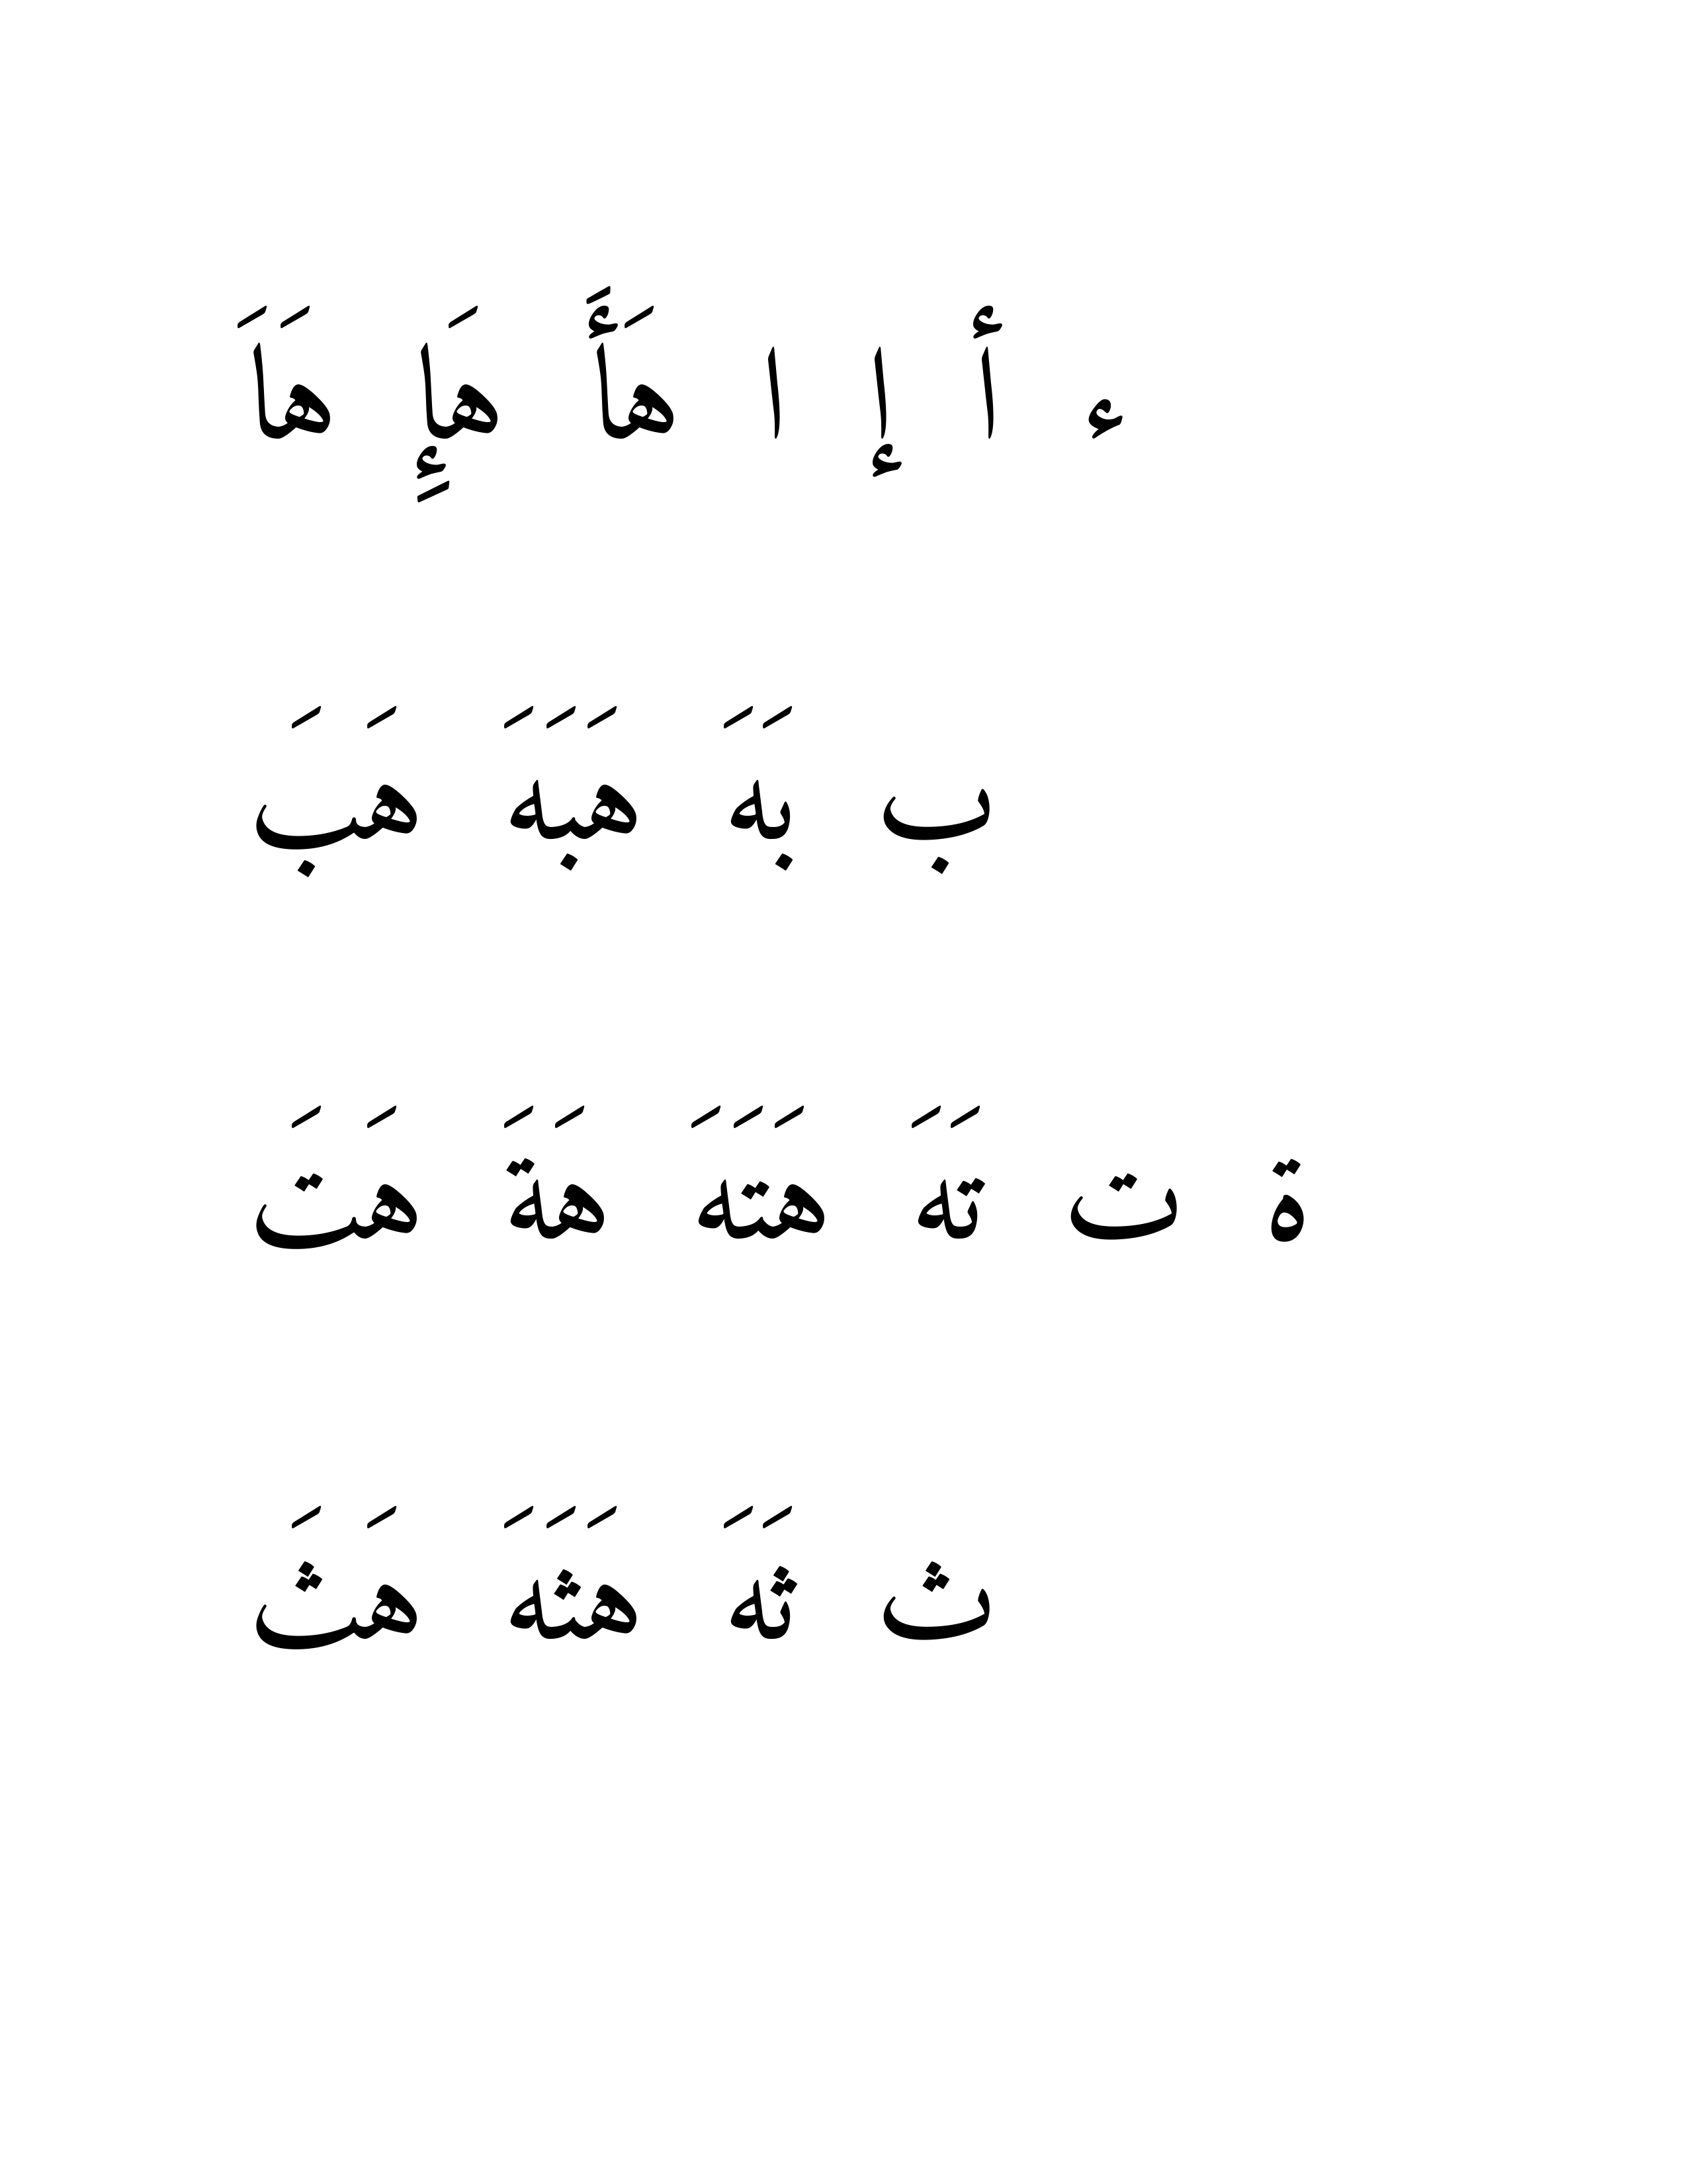 ء أ إ ا هَأَ هَإِ هَاَ
ب بَهَ هَبَهَ هَبَ
ة ت تَهَ هَتَهَ هَةَ هَتَ
ث ثَهَ هَثَهَ هَثَ